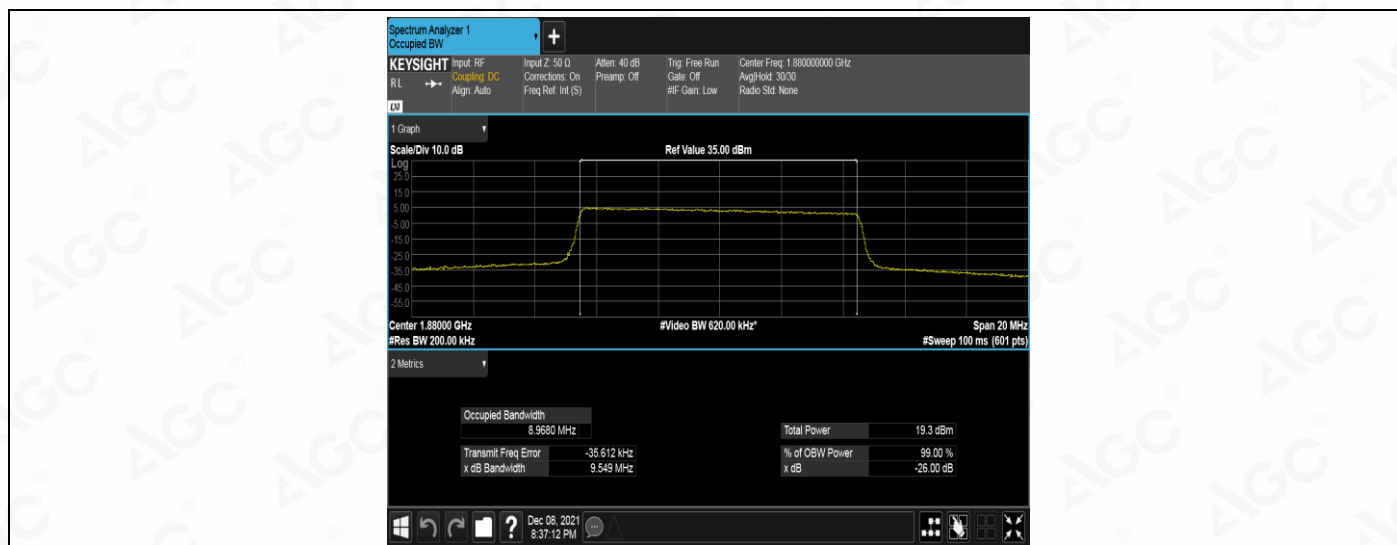 Spectrum Analyzer 1
Occupied BW
KEYSIGHT Input: RF Input Z: 50 Ω Atten: 40 dB Trig: Free Run Center Freq: 1.880000000 GHz
RL Coupling: DC Corrections: On Preamp: Off Gate: Off Avg|Hold: 30/30
Align: Auto Freq Ref: Int (S) #IF Gain: Low Radio Std: None
LXI
1 Graph
Scale/Div 10.0 dB Ref Value 35.00 dBm
Log
25.0
15.0
5.00
-5.00
-15.0
-25.0
-35.0
-45.0
-55.0
Center 1.88000 GHz #Video BW 620.00 kHz* Span 20 MHz
#Res BW 200.00 kHz #Sweep 100 ms (601 pts)
2 Metrics
Occupied Bandwidth
8.9680 MHz Total Power 19.3 dBm
Transmit Freq Error -35.612 kHz % of OBW Power 99.00 %
x dB Bandwidth 9.549 MHz x dB -26.00 dB
Dec 08, 2021
8:37:12 PM
AGC